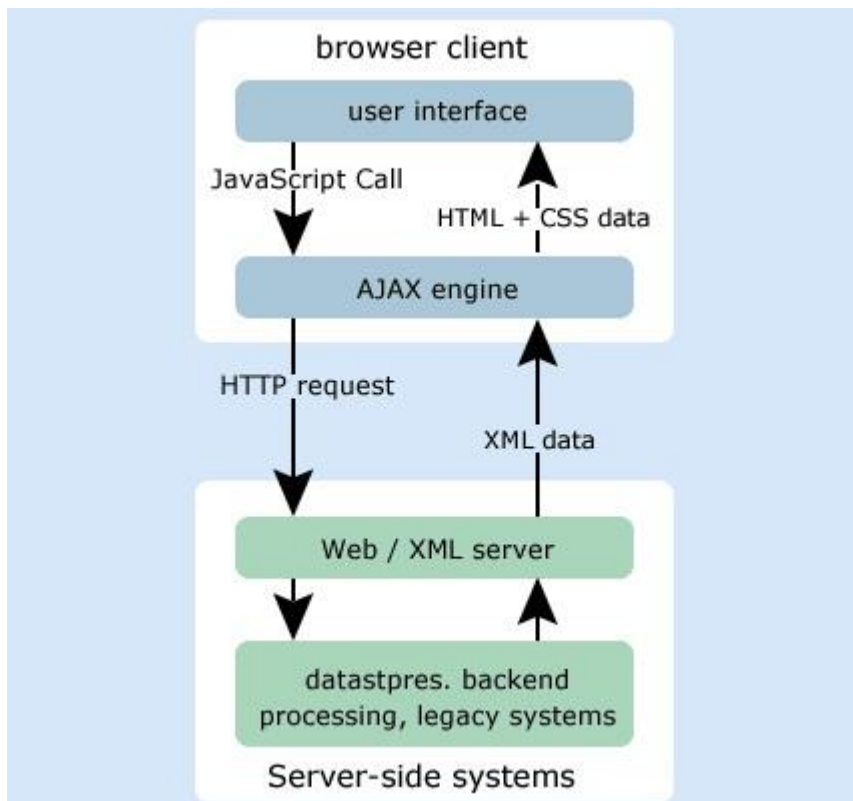 browser client
user interface
JavaScript Call
HTML + CSS data
AJAX engine
HTTP request
XML data
Web / XML server
datastpres. backend
processing, legacy systems
Server-side systems